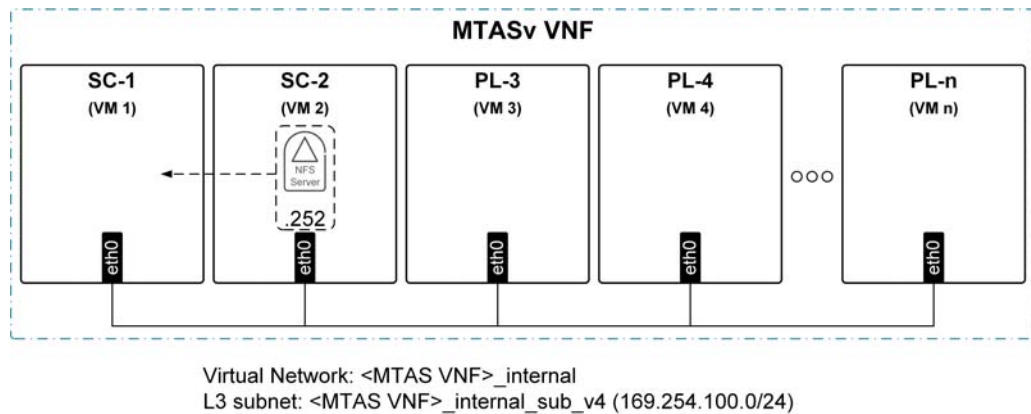 MTASv VNF
SC-1
(VM 1)
SC-2
(VM 2)
PL-3
(VM 3)
PL-4
(VM 4)
PL-n
(VM n)
NFS
Server
.252
eth0
eth0
eth0
eth0
eth0
Virtual Network: <MTAS VNF>_internal
L3 subnet: <MTAS VNF>_internal_sub_v4 (169.254.100.0/24)